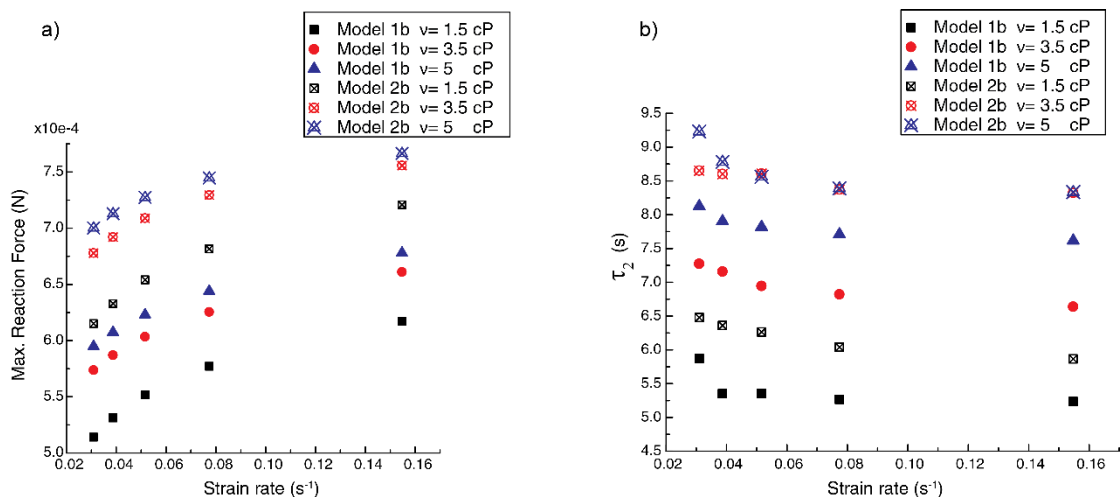 a)
Model 1b ν= 1.5 cP
Model 1b ν= 3.5 cP
Model 1b ν= 5 cP
Model 2b ν= 1.5 cP
Model 2b ν= 3.5 cP
Model 2b ν= 5 cP
x10e-4
7.5
7.0
6.5
6.0
5.5
5.0
Max. Reaction Force (N)
0.02 0.04 0.06 0.08 0.10 0.12 0.14 0.16
Strain rate (s⁻¹)
b)
Model 1b ν= 1.5 cP
Model 1b ν= 3.5 cP
Model 1b ν= 5 cP
Model 2b ν= 1.5 cP
Model 2b ν= 3.5 cP
Model 2b ν= 5 cP
9.5
9.0
8.5
8.0
7.5
7.0
6.5
6.0
5.5
5.0
4.5
τ₂ (s)
0.02 0.04 0.06 0.08 0.10 0.12 0.14 0.16
Strain rate (s⁻¹)